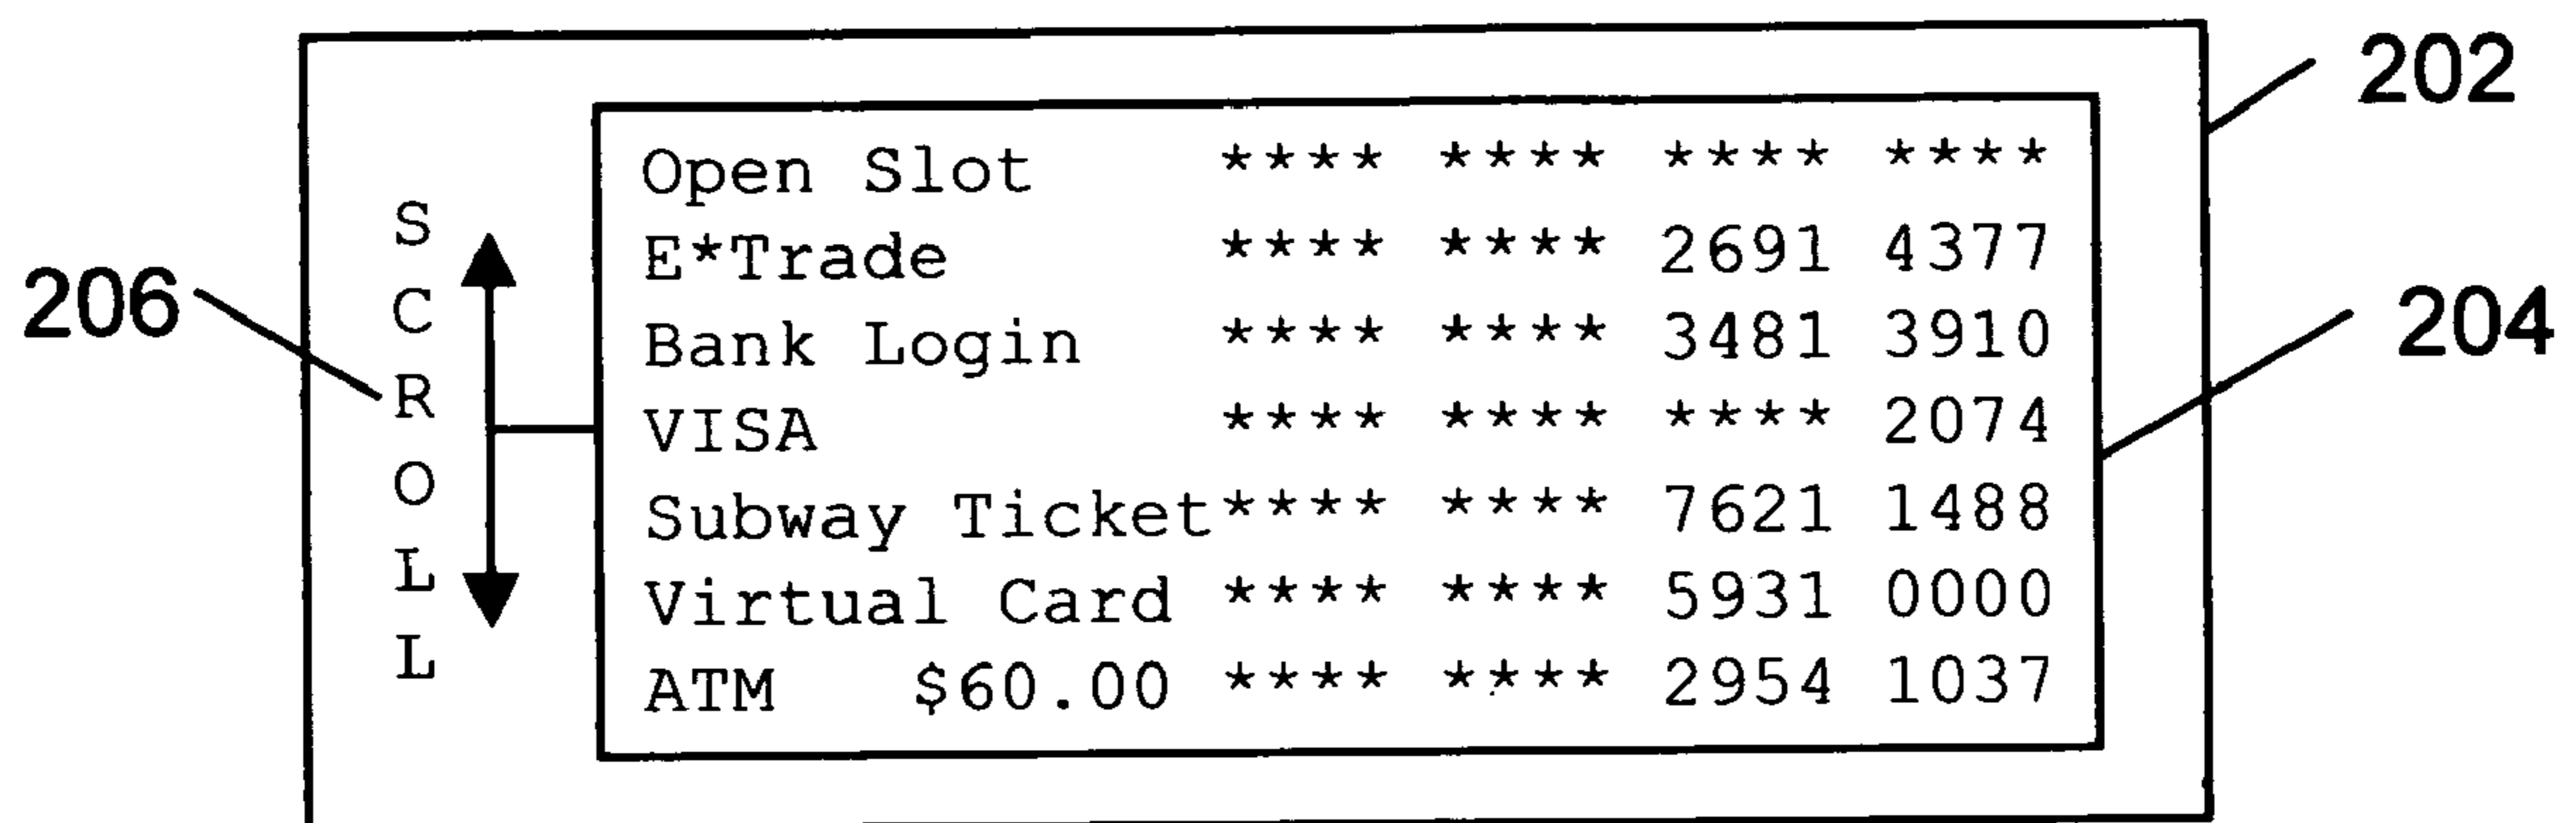 202
Open Slot **** **** **** ****
E*Trade **** **** 2691 4377
Bank Login **** **** 3481 3910
VISA **** **** **** 2074
Subway Ticket**** **** 7621 1488
Virtual Card **** **** 5931 0000
ATM $60.00 **** **** 2954 1037
SCROLL
206
204